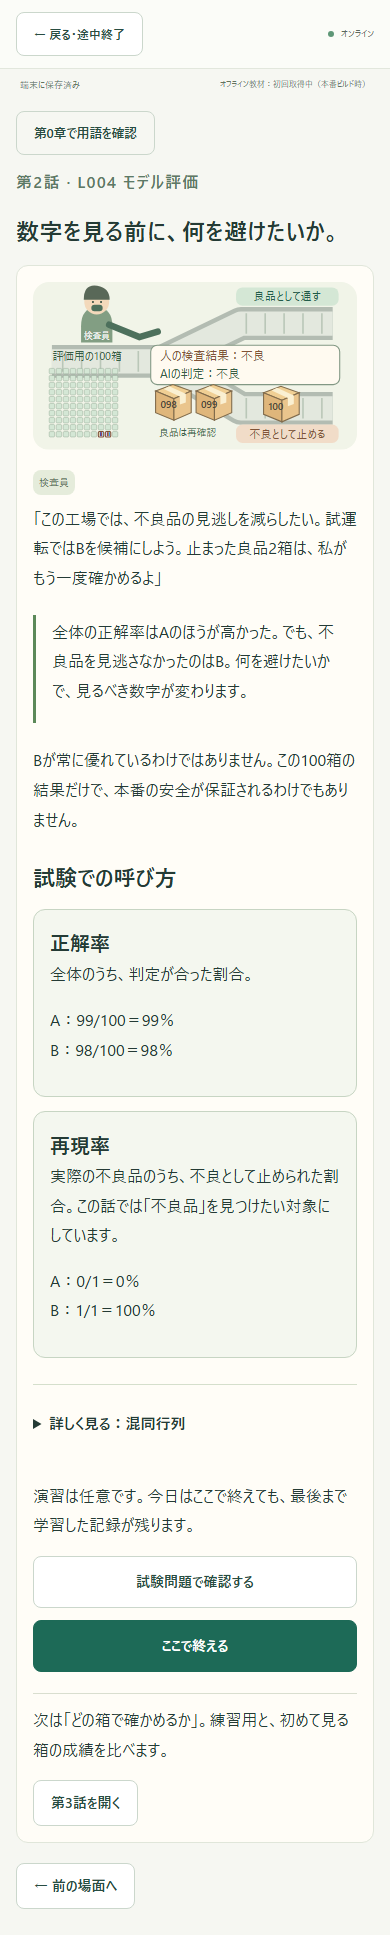 ← 戻る・途中終了
オンライン
端末に保存済み
オフライン教材：初回取得中（本番ビルド時）
第0章で用語を確認
第2話 · L004 モデル評価
数字を見る前に、何を避けたいか。
良品として通す
検査員
評価用の100箱
人の検査結果：不良
AIの判定：不良
098
099
100
良品は再確認
不良として止める
検査員
「この工場では、不良品の見逃しを減らしたい。試運
転ではBを候補にしよう。止まった良品2箱は、私が
もう一度確かめるよ」
全体の正解率はAのほうが高かった。でも、不
良品を見逃さなかったのはB。何を避けたいか
で、見るべき数字が変わります。
Bが常に優れているわけではありません。この100箱の
結果だけで、本番の安全が保証されるわけでもあり
ません。
試験での呼び方
正解率
全体のうち、判定が合った割合。
A：99/100＝99%
B：98/100＝98%
再現率
実際の不良品のうち、不良として止められた割
合。この話では「不良品」を見つけたい対象に
しています。
A：0/1＝0%
B：1/1＝100%
▶ 詳しく見る：混同行列
演習は任意です。今日はここで終えても、最後まで
学習した記録が残ります。
試験問題で確認する
ここで終える
次は「どの箱で確かめるか」。練習用と、初めて見る
箱の成績を比べます。
第3話を開く
← 前の場面へ